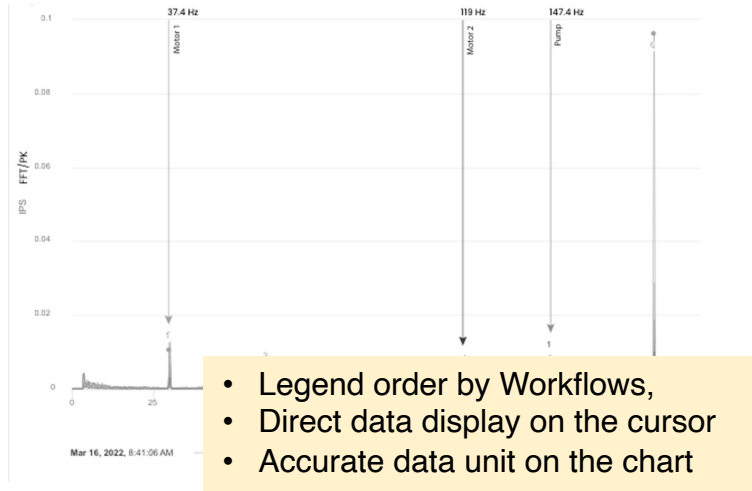 37.4 Hz 119 Hz 147.4 Hz
0.1
Motor 1
Motor 2
Pump
0.08
0.06
IPS FFT/PK
0.04
0.02
1
1
0
0 25
• Legend order by Workflows,
• Direct data display on the cursor
• Accurate data unit on the chart
Mar 16, 2022, 8:41:06 AM